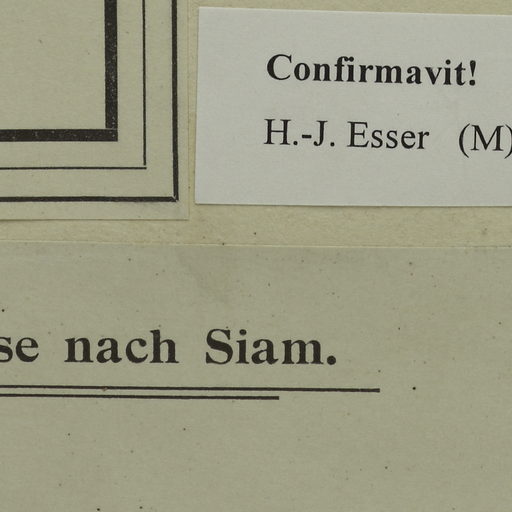 Confirmavit!
H.-J. Esser (M)
se nach Siam.